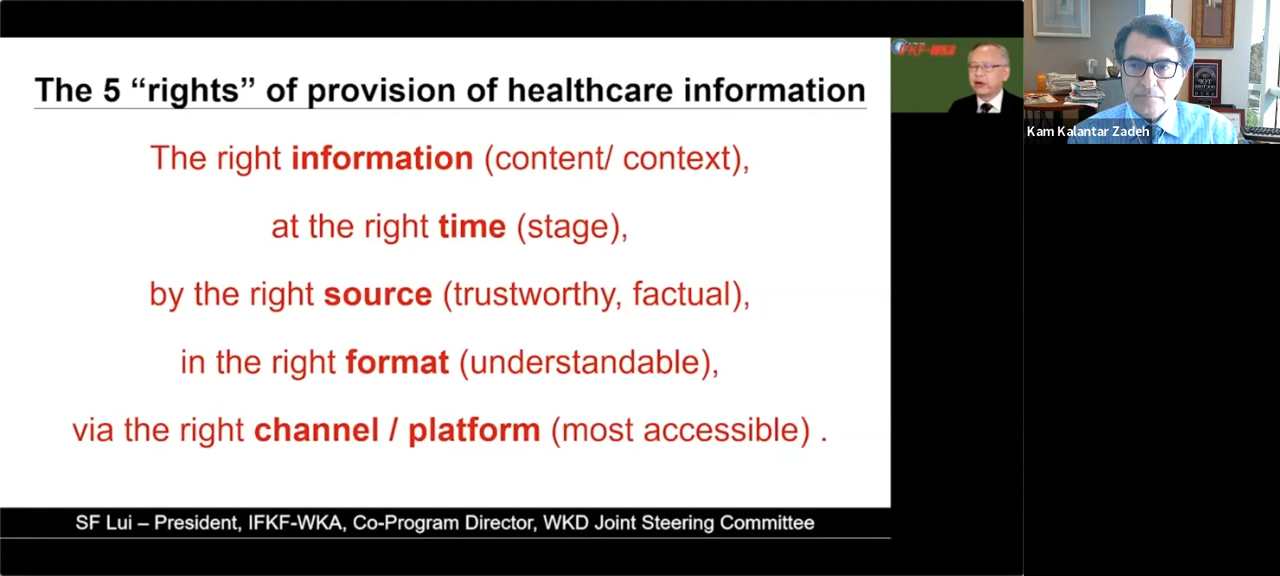 The 5 “rights” of provision of healthcare information
The right information (content/ context),
at the right time (stage),
by the right source (trustworthy, factual),
in the right format (understandable),
via the right channel / platform (most accessible) .
SF Lui – President, IFKF-WKA, Co-Program Director, WKD Joint Steering Committee
IFKF-WKA
Kam Kalantar Zadeh